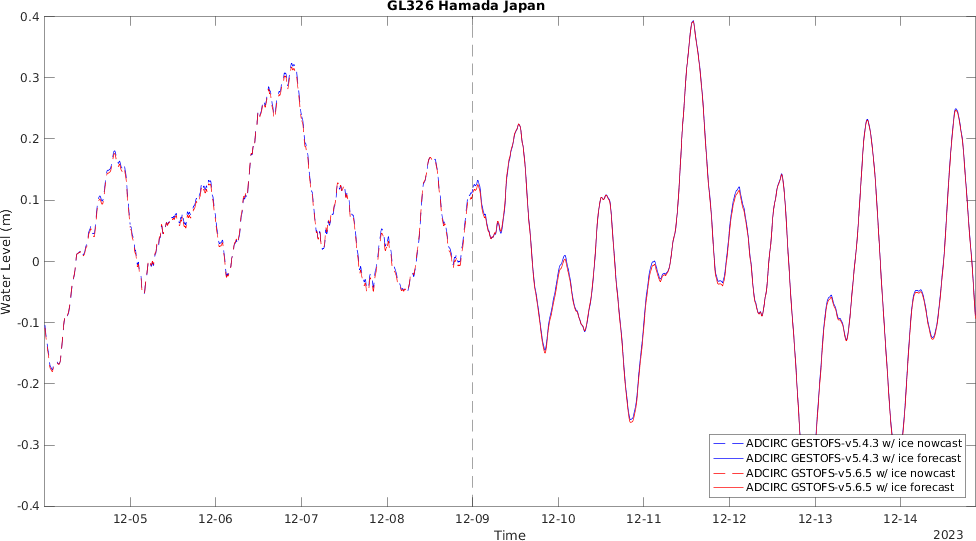 GL326 Hamada Japan
0.4
0.3
0.2
0.1
0
-0.1
-0.2
-0.3
-0.4
Water Level (m)
12-05 12-06 12-07 12-08 12-09 12-10 12-11 12-12 12-13 12-14
Time
2023
ADCIRC GESTOFS-v5.4.3 w/ ice nowcast
ADCIRC GESTOFS-v5.4.3 w/ ice forecast
ADCIRC GSTOFS-v5.6.5 w/ ice nowcast
ADCIRC GSTOFS-v5.6.5 w/ ice forecast